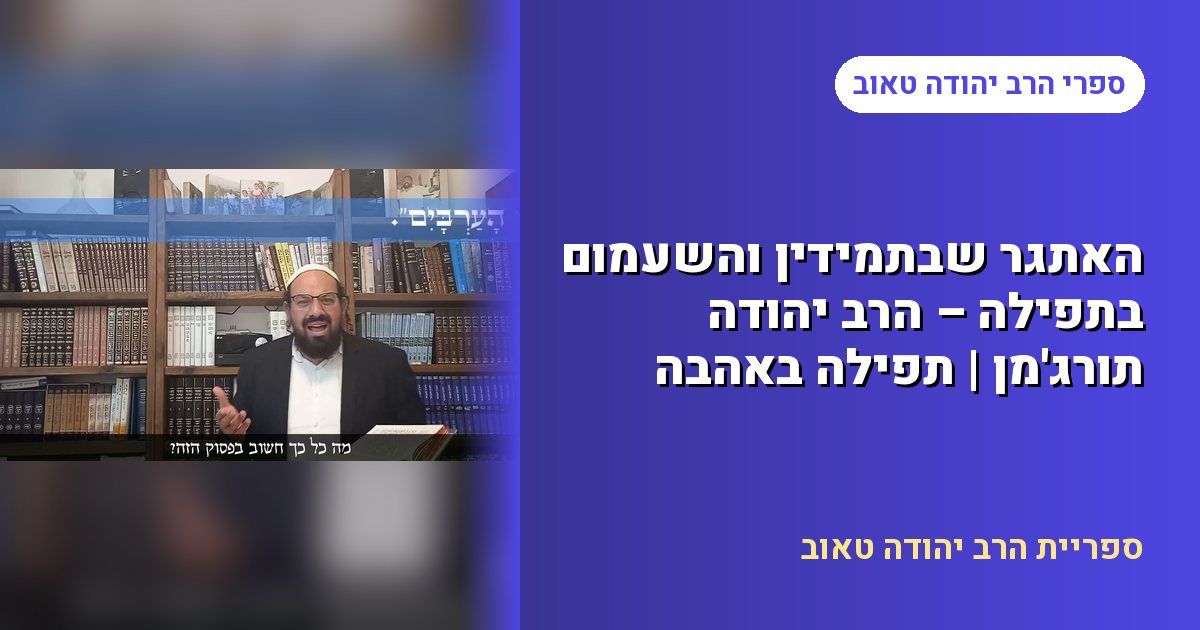 ספרי הרב יהודה טאוב
האתגר שבתמידין והשעמום
בתפילה – הרב יהודה
תורג'מן | תפילה באהבה
ספריית הרב יהודה טאוב
הָעַרְבָּיִם".
מה כל כך חשוב בפסוק הזה?